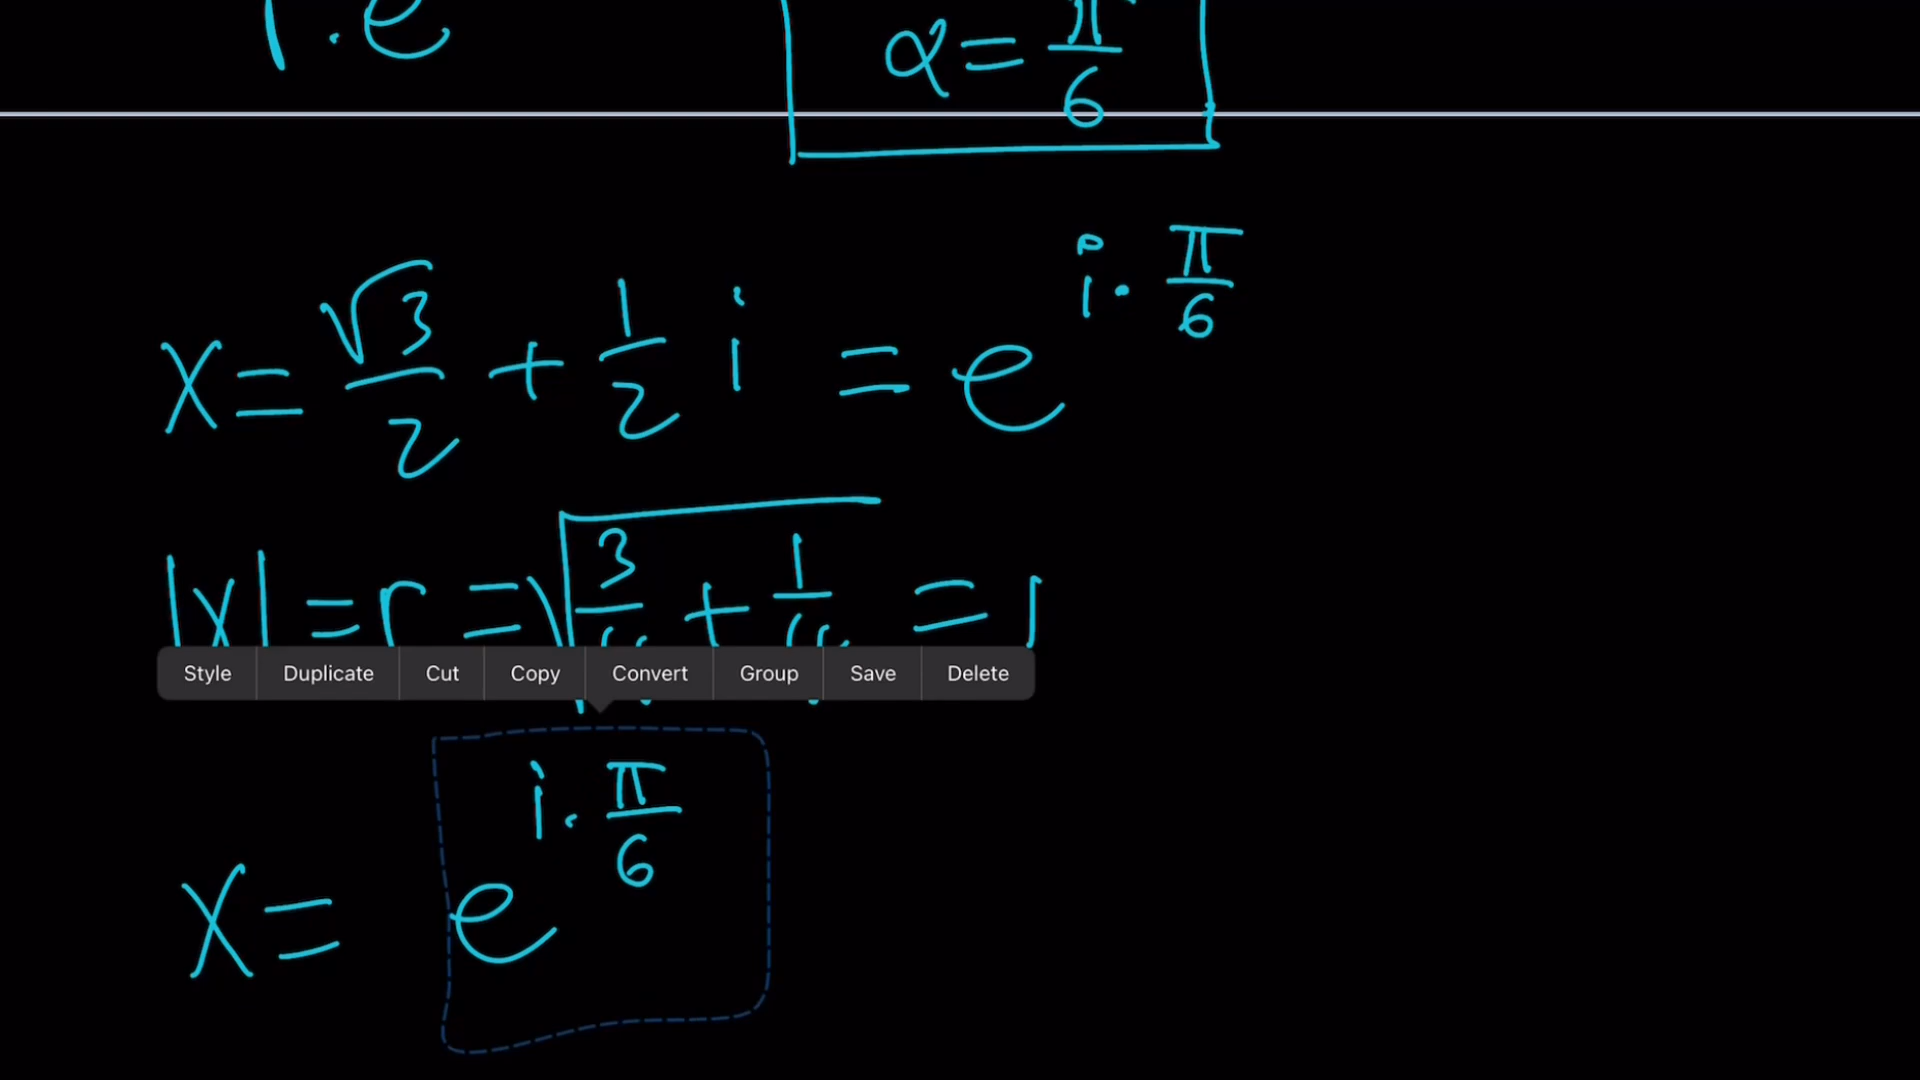 r.e
α = π/6
x = √3/2 + 1/2 i = e^(i·π/6)
|x| = r = √(3/4 + 1/4) = 1
Style Duplicate Cut Copy Convert Group Save Delete
x = e^(i·π/6)